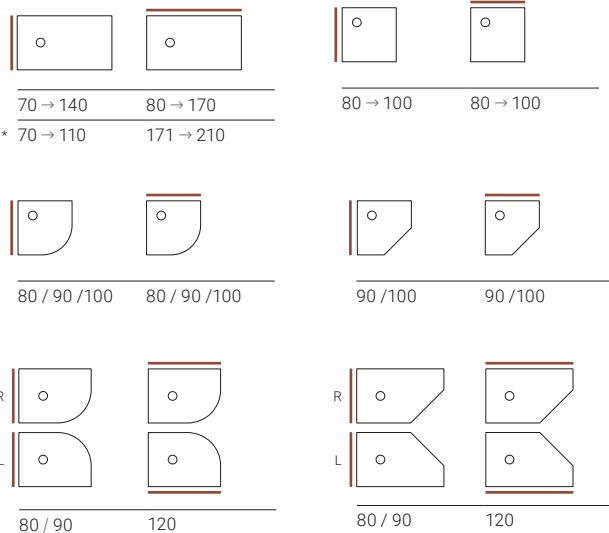 70 → 140 80 → 170
* 70 → 110 171 → 210
80 → 100 80 → 100
80 / 90 /100 80 / 90 /100
90 /100 90 /100
R
L
80 / 90 120
R
L
80 / 90 120